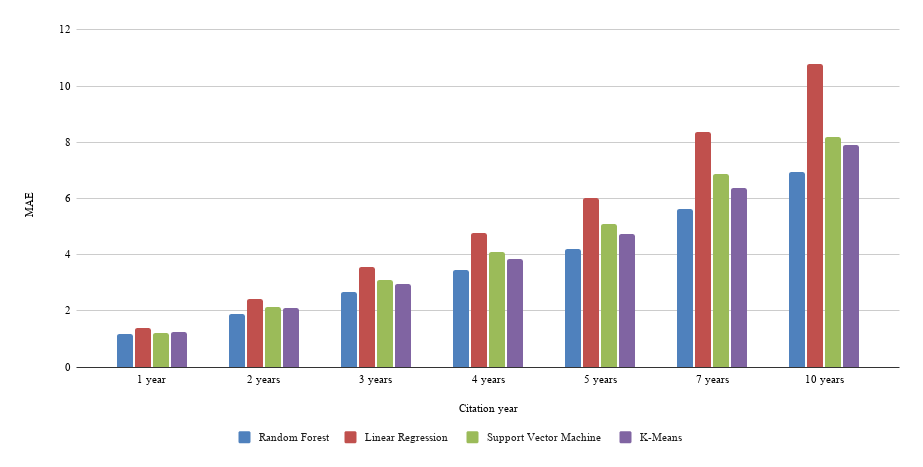 12
10
8
6
4
2
0
MAE
1 year 2 years 3 years 4 years 5 years 7 years 10 years
Citation year
Random Forest Linear Regression Support Vector Machine K-Means